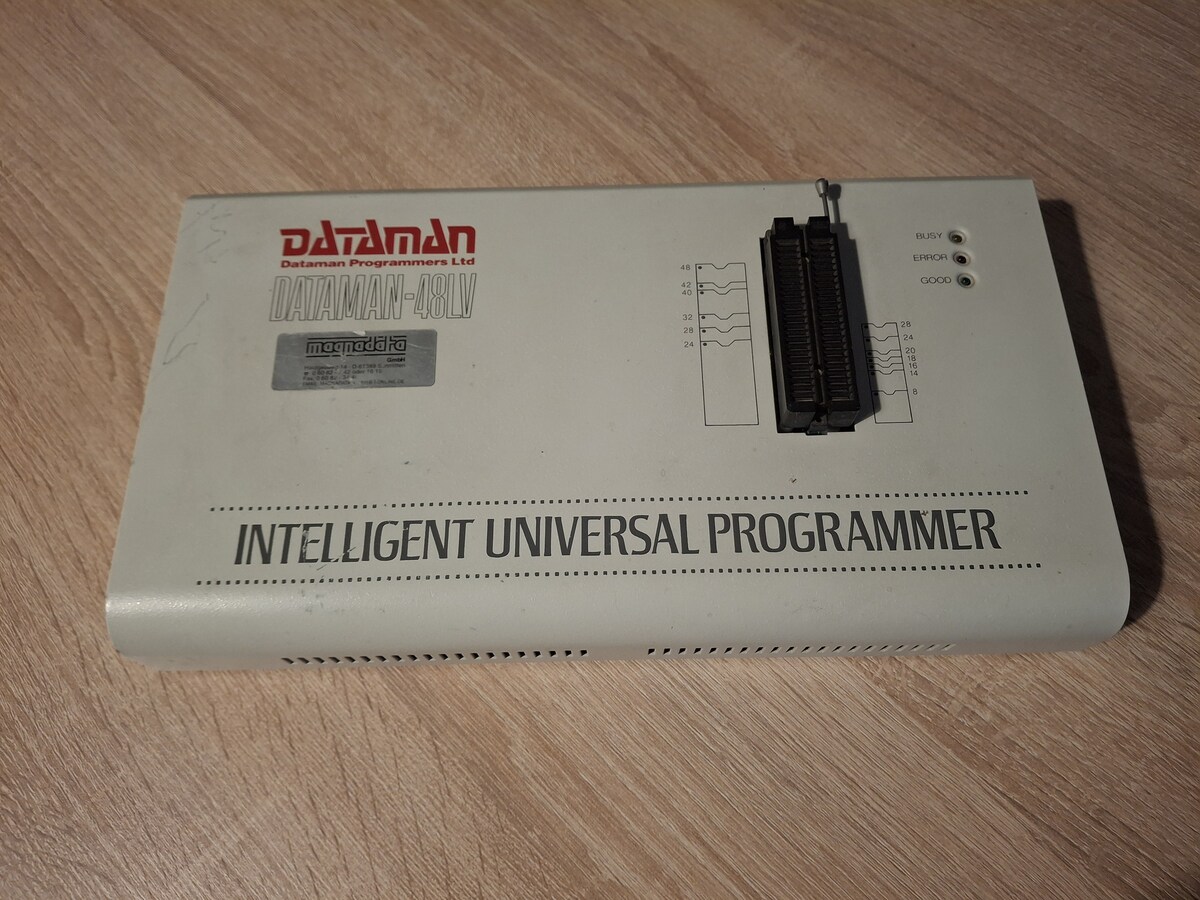 DATAMAN
Dataman Programmers Ltd
DATAMAN-48LV
magnadata
GmbH
BUSY
ERROR
GOOD
48
42
40
32
28
24
28
24
20
18
16
14
8
INTELLIGENT UNIVERSAL PROGRAMMER